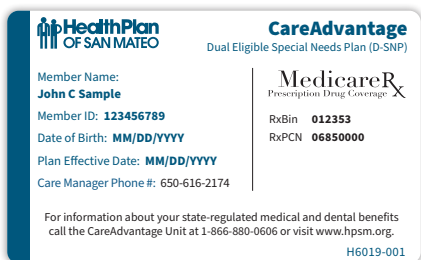 HealthPlan
OF SAN MATEO
CareAdvantage
Dual Eligible Special Needs Plan (D-SNP)
Member Name:
John C Sample
Member ID: 123456789
Date of Birth: MM/DD/YYYY
Plan Effective Date: MM/DD/YYYY
Care Manager Phone #: 650-616-2174
MedicareRx
Prescription Drug Coverage
RxBin 012353
RxPCN 06850000
For information about your state-regulated medical and dental benefits
call the CareAdvantage Unit at 1-866-880-0606 or visit www.hpsm.org.
H6019-001